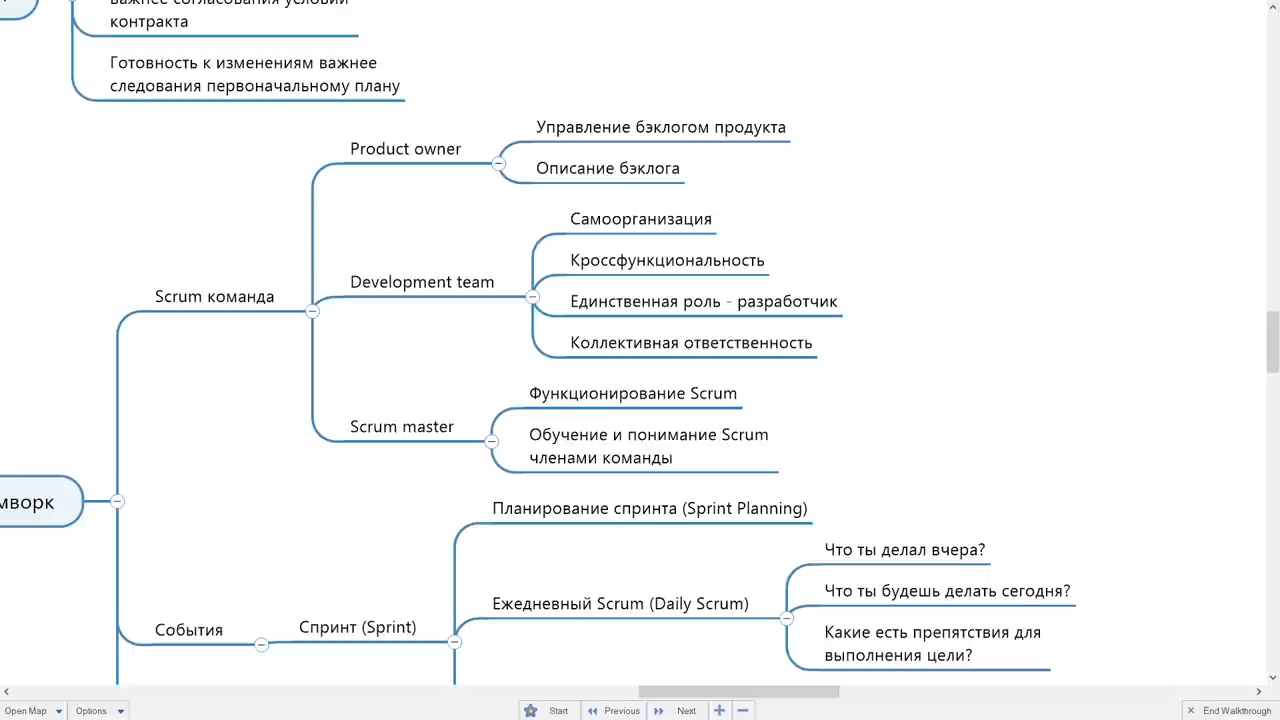 контракта
Готовность к изменениям важнее
следования первоначальному плану
Управление бэклогом продукта
Product owner
Описание бэклога
Самоорганизация
Кроссфункциональность
Development team
Единственная роль - разработчик
Scrum команда
Коллективная ответственность
Функционирование Scrum
Scrum master
Обучение и понимание Scrum
членами команды
мворк
Планирование спринта (Sprint Planning)
Что ты делал вчера?
Что ты будешь делать сегодня?
Ежедневный Scrum (Daily Scrum)
События
Спринт (Sprint)
Какие есть препятствия для
выполнения цели?
Open Map
Options
Start
Previous
Next
End Walkthrough